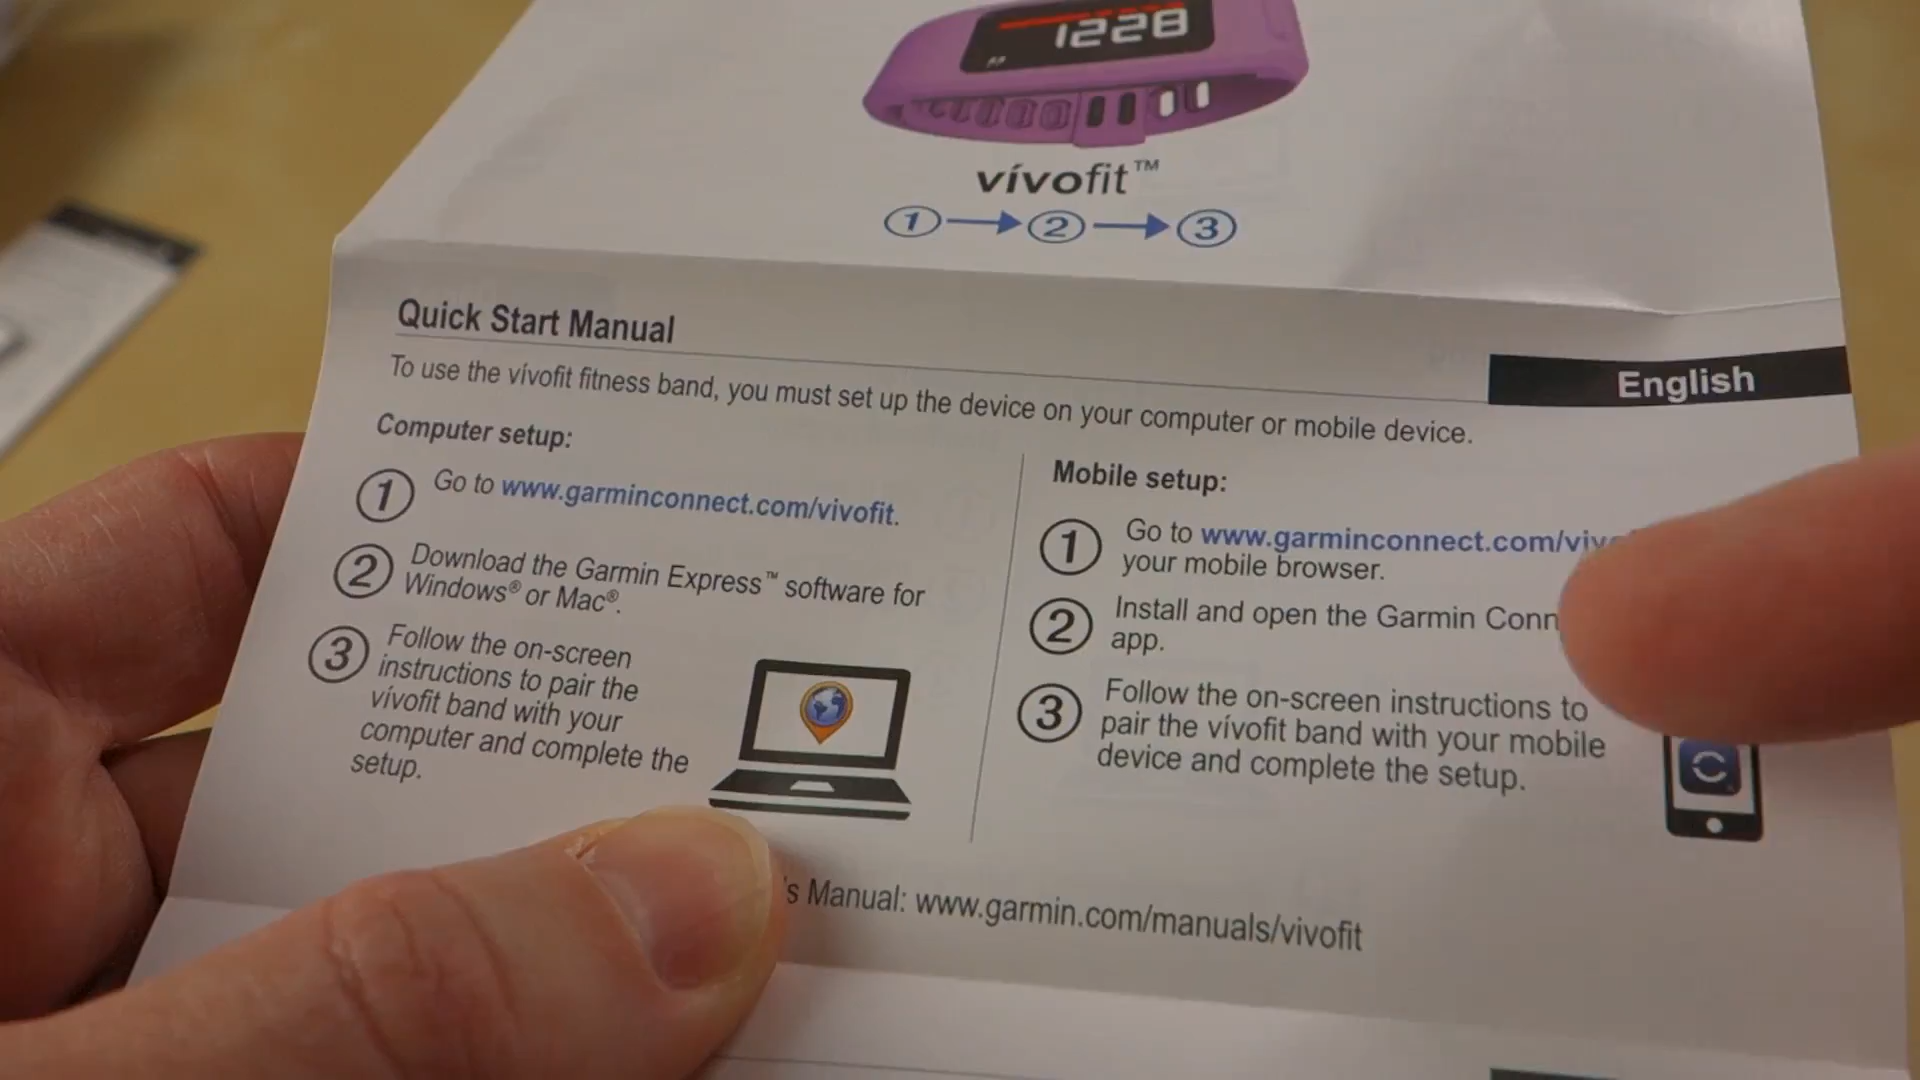 1228
vívofit™
1 2 3
Quick Start Manual
English
To use the vívofit fitness band, you must set up the device on your computer or mobile device.
Computer setup:
1 Go to www.garminconnect.com/vivofit.
2 Download the Garmin Express™ software for
Windows® or Mac®.
3 Follow the on-screen
instructions to pair the
vívofit band with your
computer and complete the
setup.
Mobile setup:
1 Go to www.garminconnect.com/viv
your mobile browser.
2 Install and open the Garmin Conn
app.
3 Follow the on-screen instructions to
pair the vívofit band with your mobile
device and complete the setup.
's Manual: www.garmin.com/manuals/vivofit